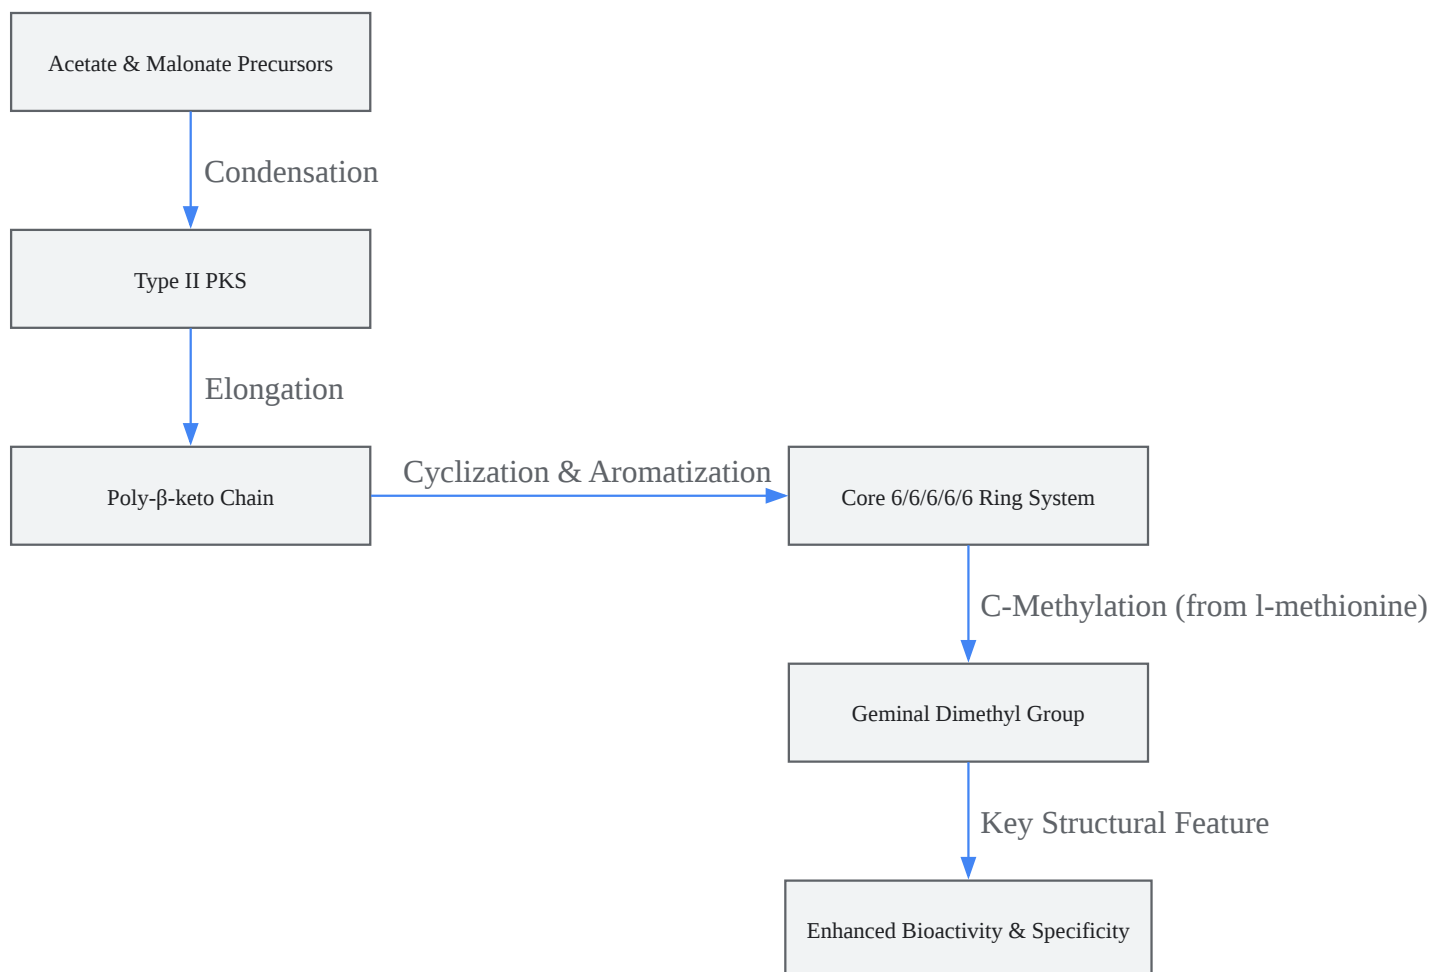 Acetate & Malonate Precursors
Condensation
Type II PKS
Elongation
Poly-β-keto Chain
Cyclization & Aromatization
Core 6/6/6/6/6 Ring System
C-Methylation (from l-methionine)
Geminal Dimethyl Group
Key Structural Feature
Enhanced Bioactivity & Specificity